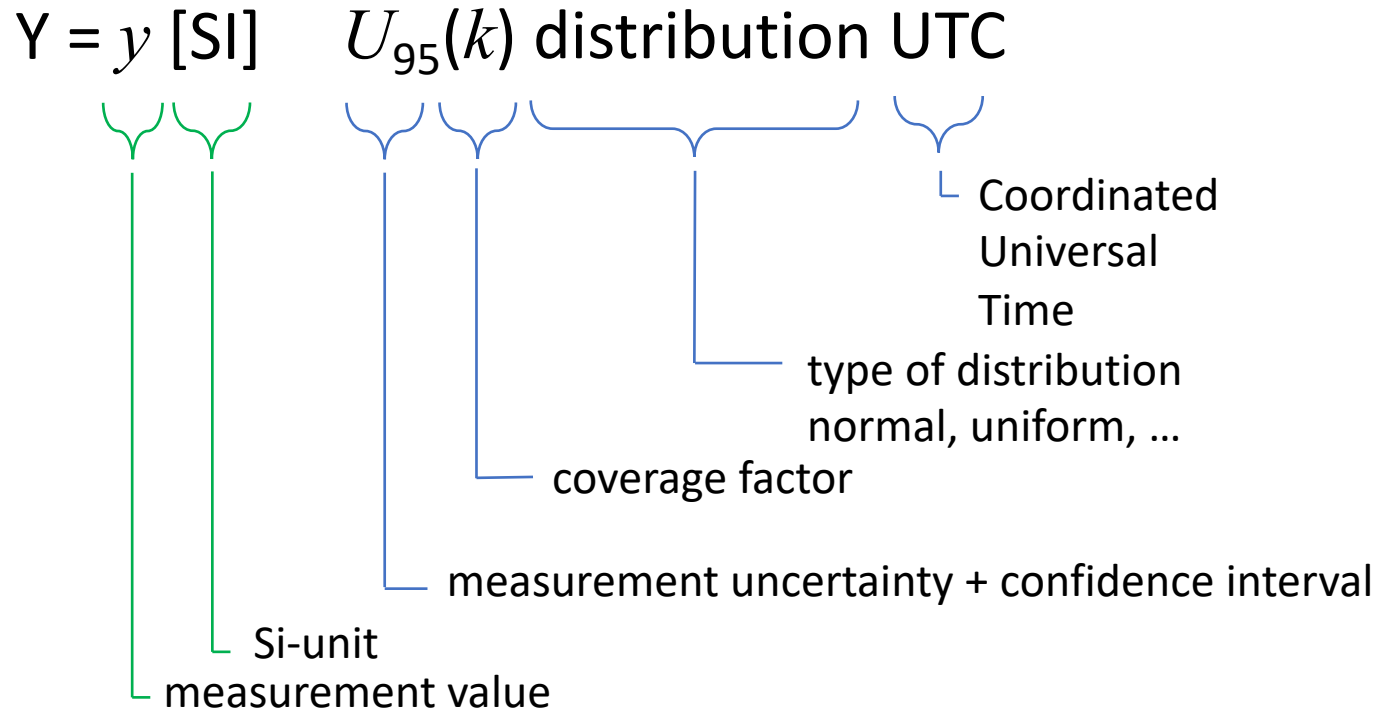 Y = y [SI] U95(k) distribution UTC
Coordinated
Universal
Time
type of distribution
normal, uniform, ...
coverage factor
measurement uncertainty + confidence interval
Si-unit
measurement value